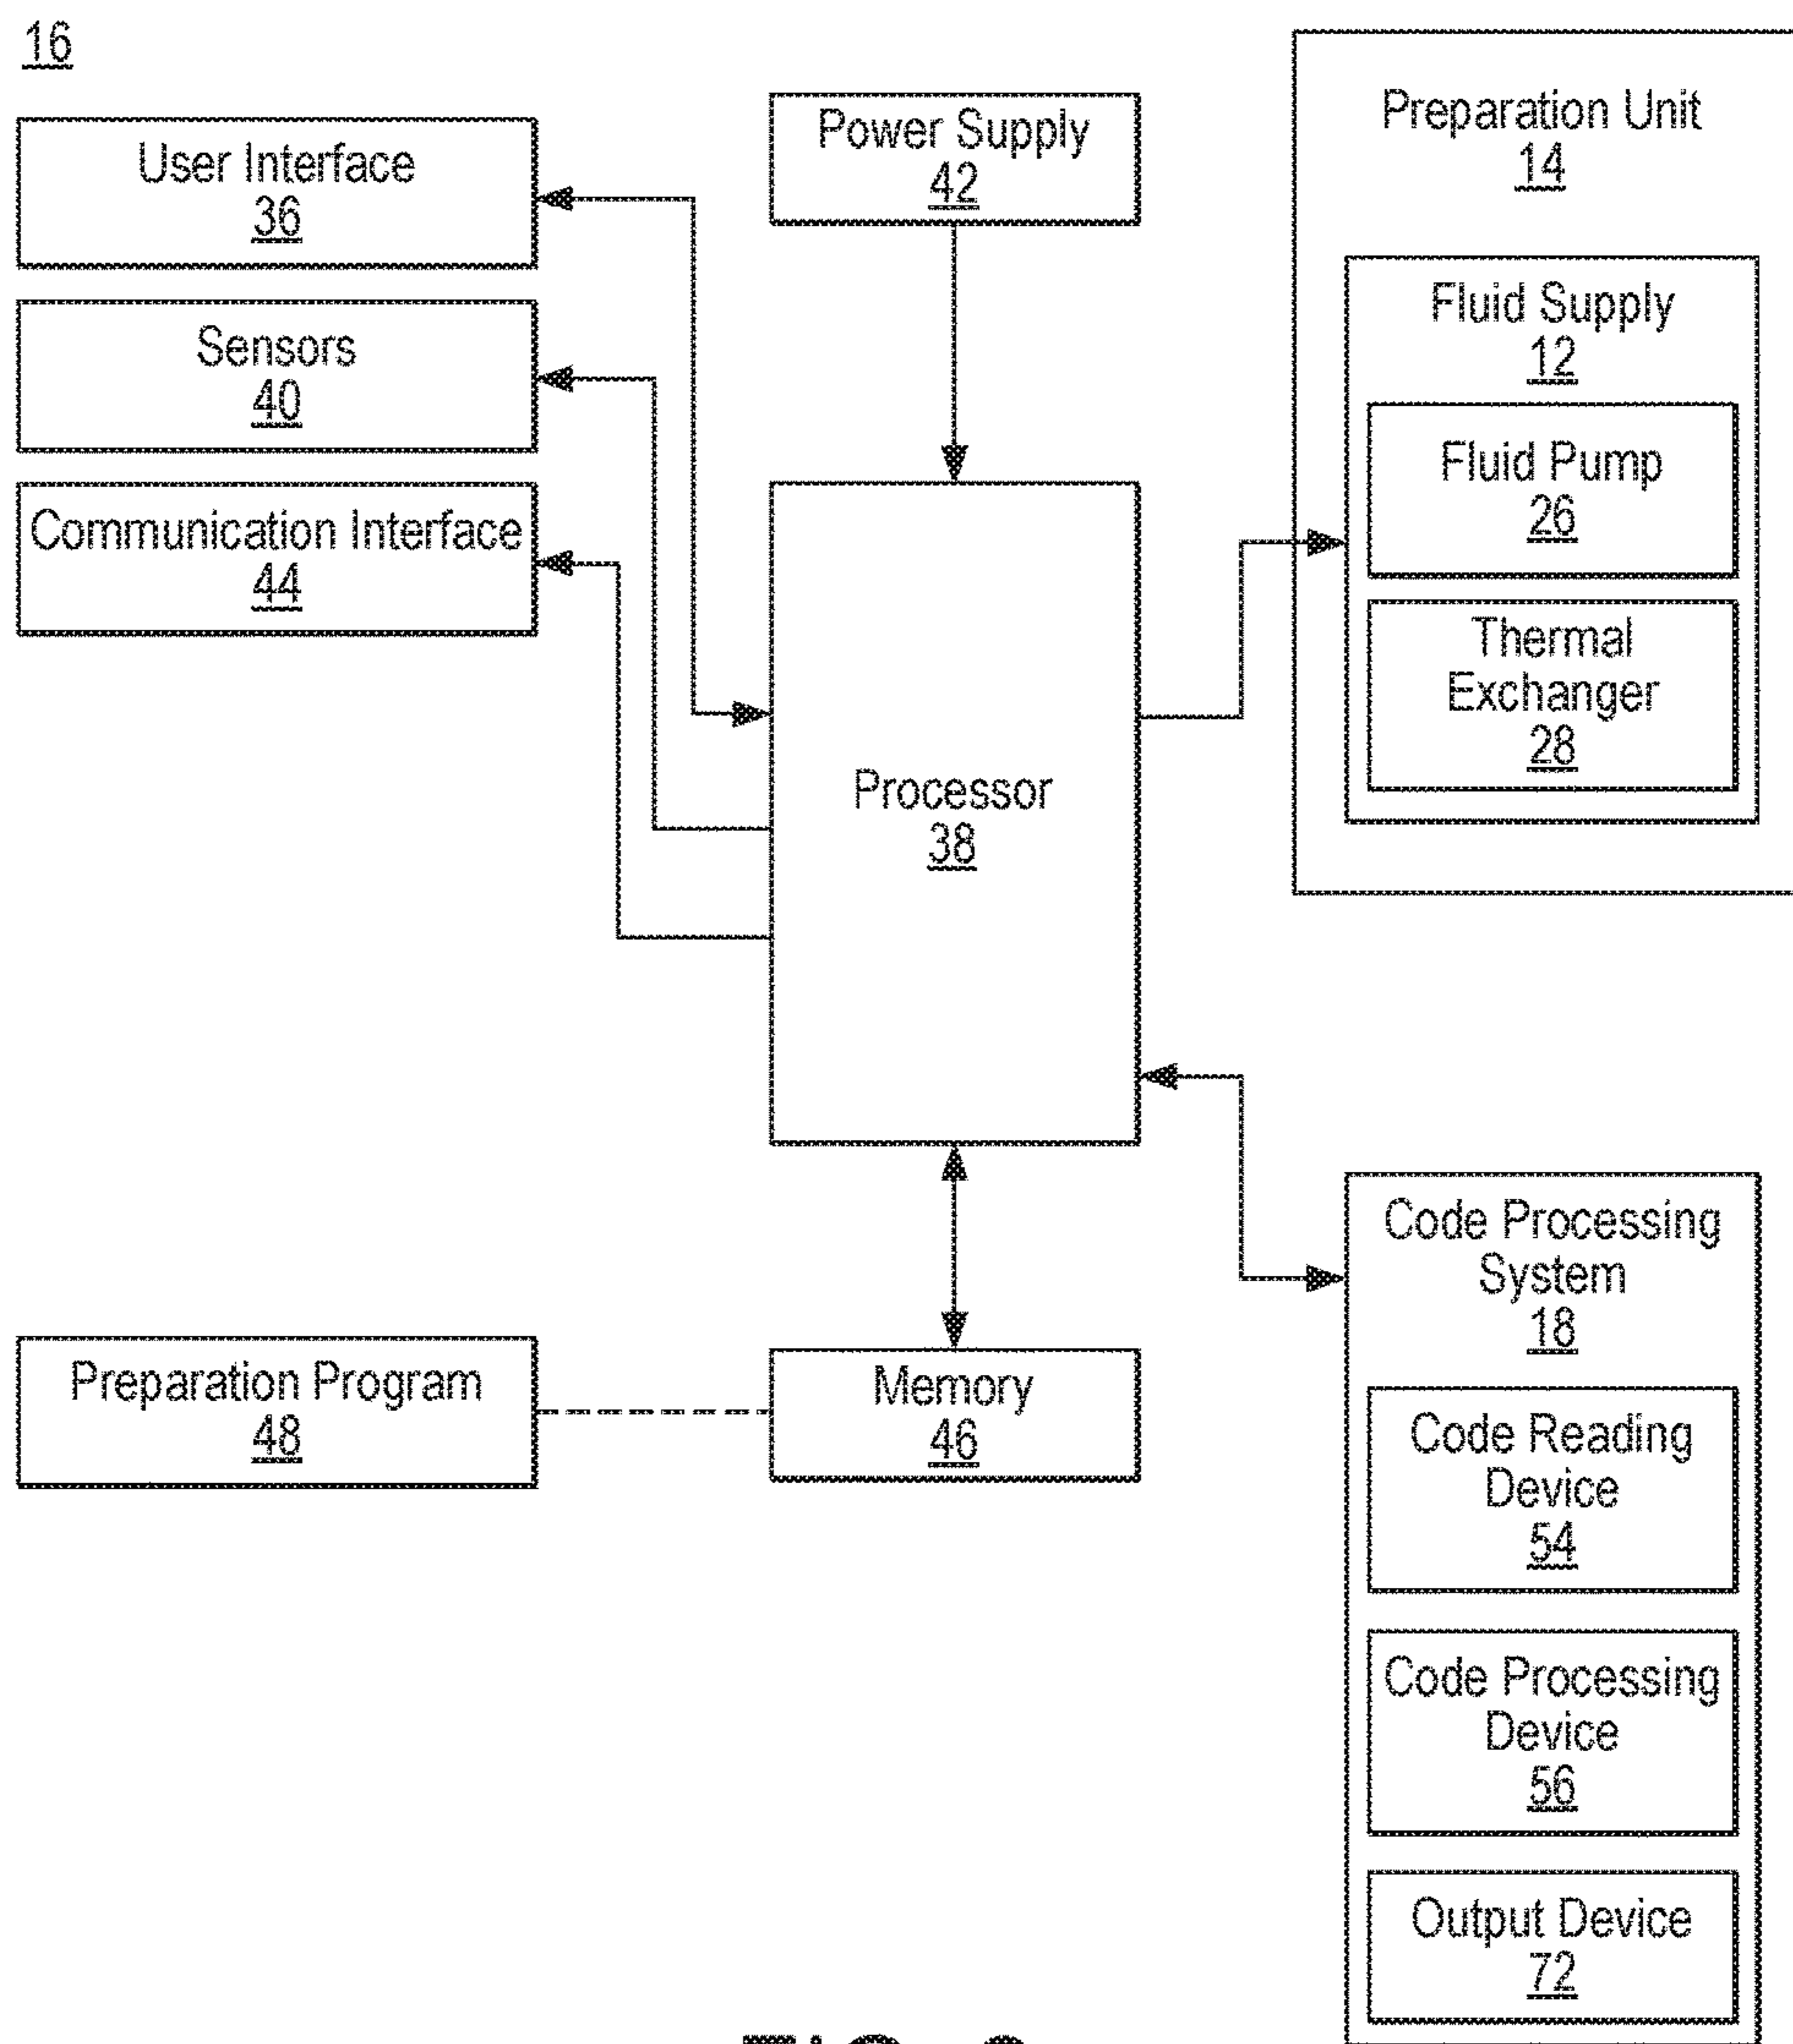 16
User Interface
36
Sensors
40
Communication Interface
44
Power Supply
42
Processor
38
Preparation Unit
14
Fluid Supply
12
Fluid Pump
26
Thermal
Exchanger
28
Preparation Program
48
Memory
46
Code Processing
System
18
Code Reading
Device
54
Code Processing
Device
56
Output Device
72